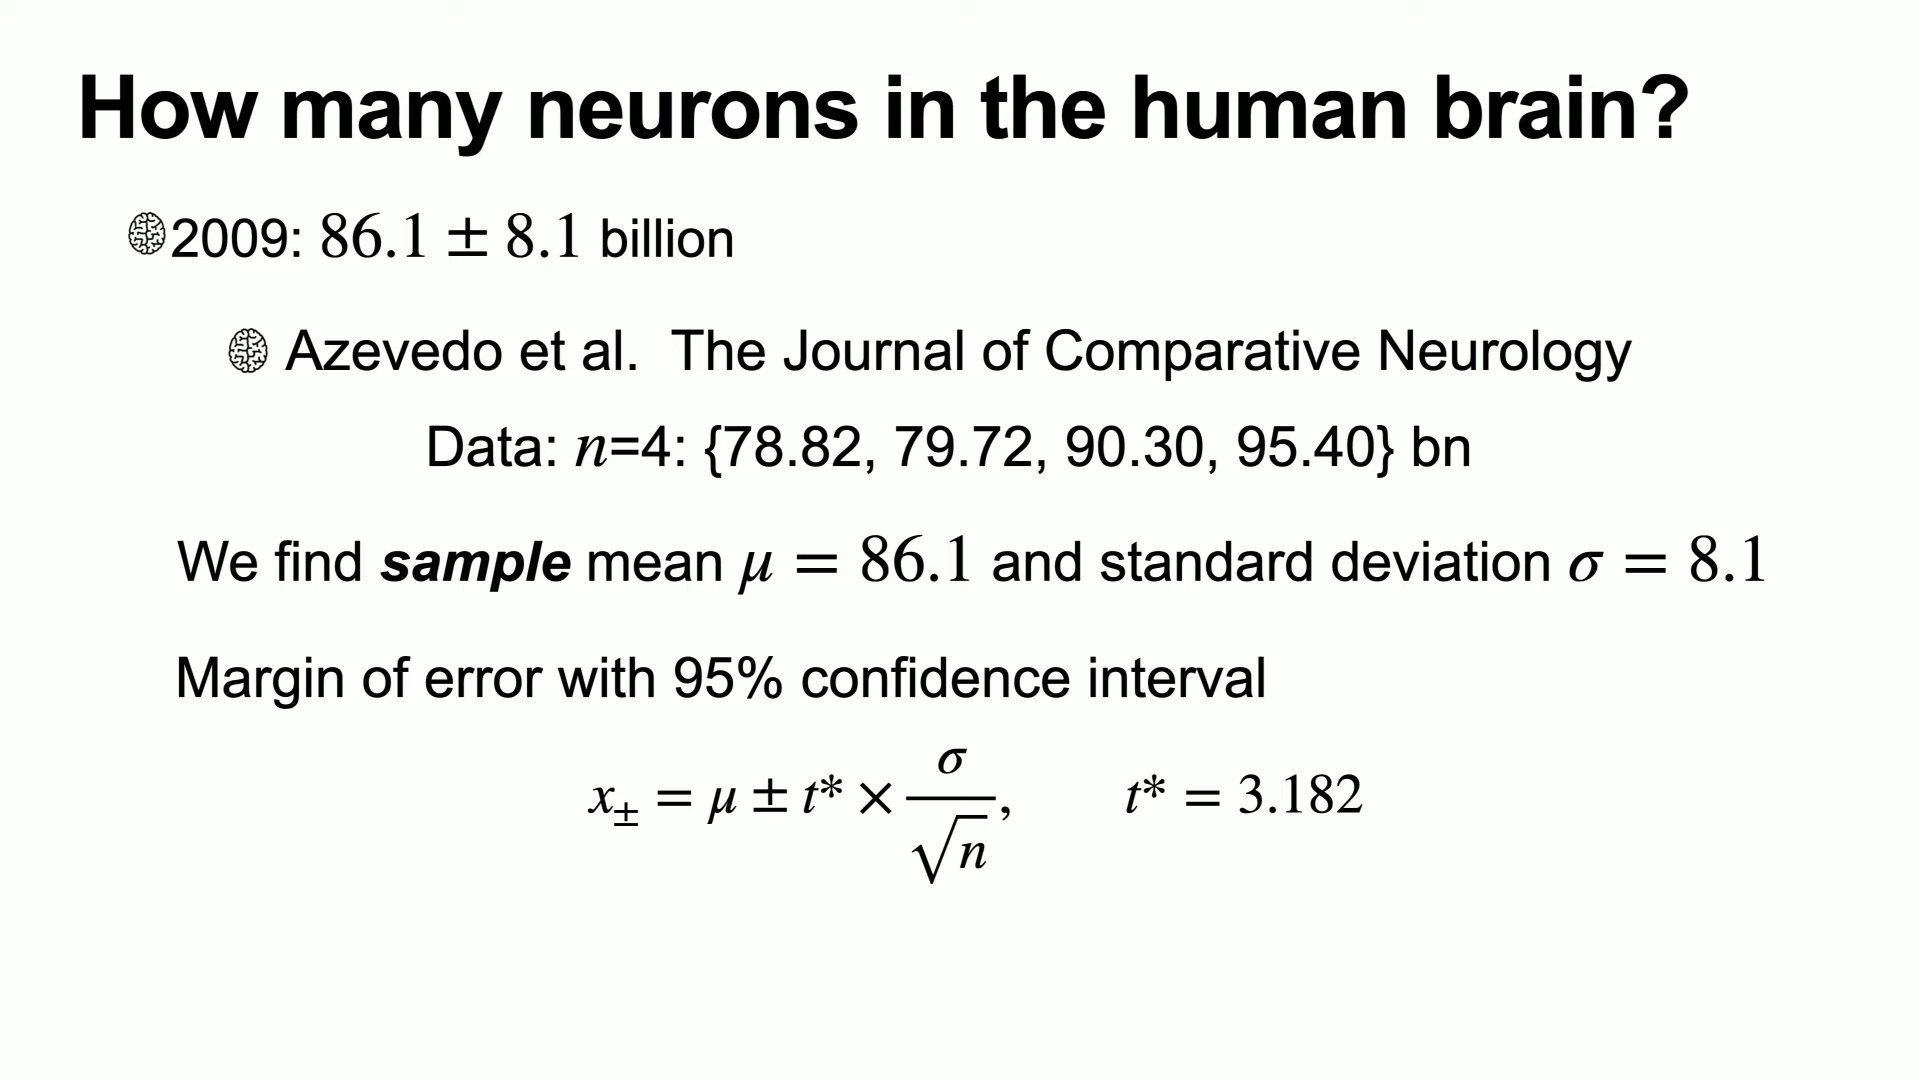 How many neurons in the human brain?
2009: 86.1 ± 8.1 billion
Azevedo et al. The Journal of Comparative Neurology
Data: n=4: {78.82, 79.72, 90.30, 95.40} bn
We find sample mean μ = 86.1 and standard deviation σ = 8.1
Margin of error with 95% confidence interval
x± = μ ± t* × σ/√n, t* = 3.182